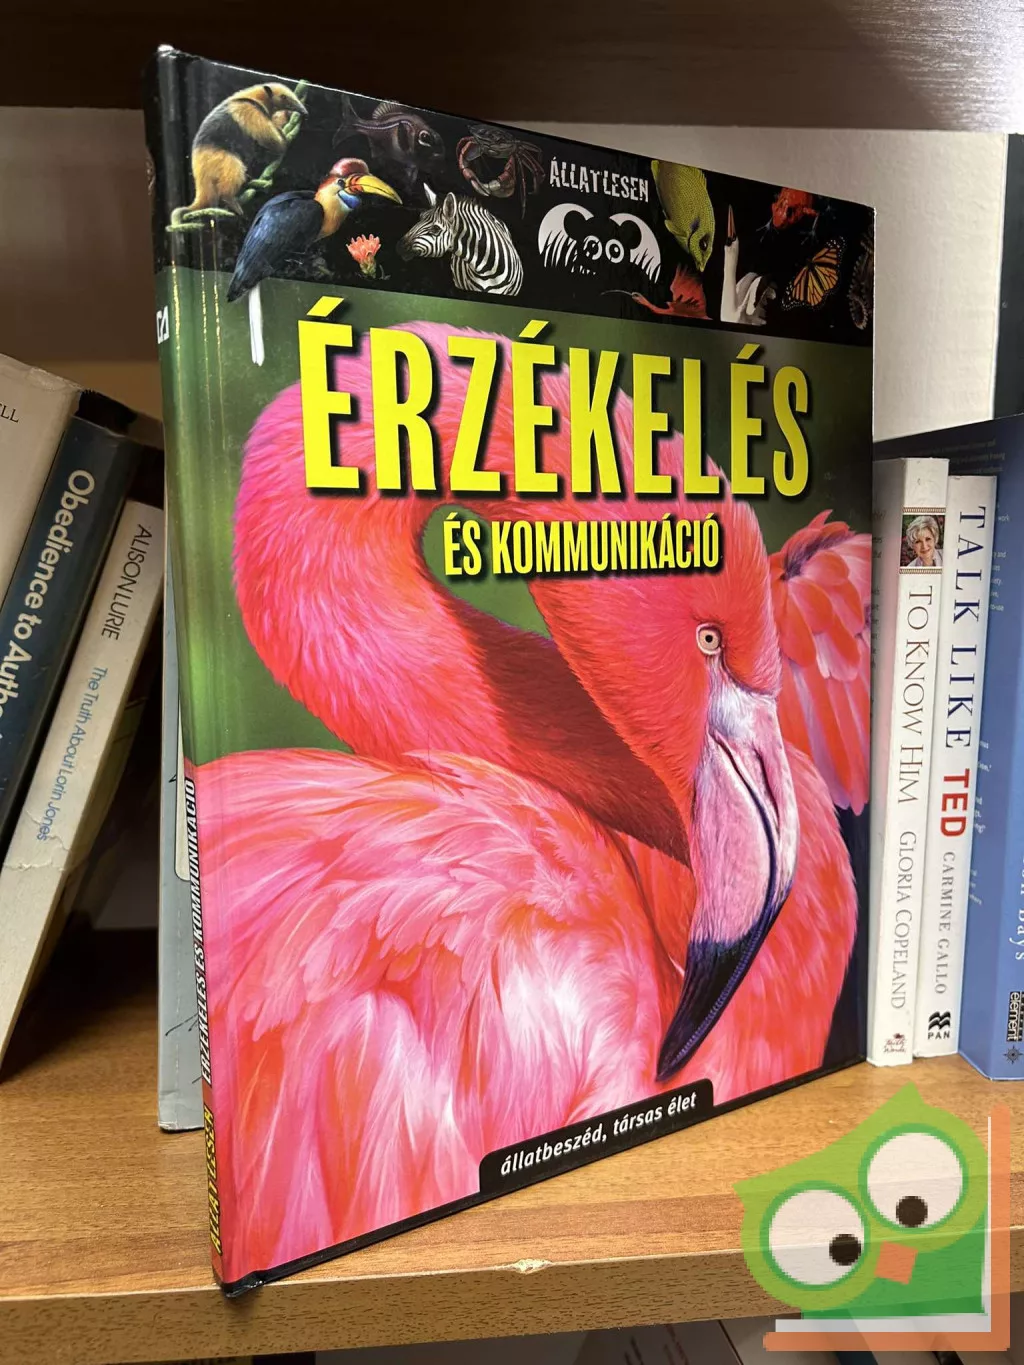 ÁLLATLESEN
ÉRZÉKELÉS
ÉS KOMMUNIKÁCIÓ
állatbeszéd, társas élet
ÉRZÉKELÉS ÉS KOMMUNIKÁCIÓ
ÁLLATLESEN
Obedience to
ALISON LURIE
The Truth About Lorin Jones
TO KNOW HIM
GLORIA COPELAND
TALK LIKE TED
CARMINE GALLO
PAN
element